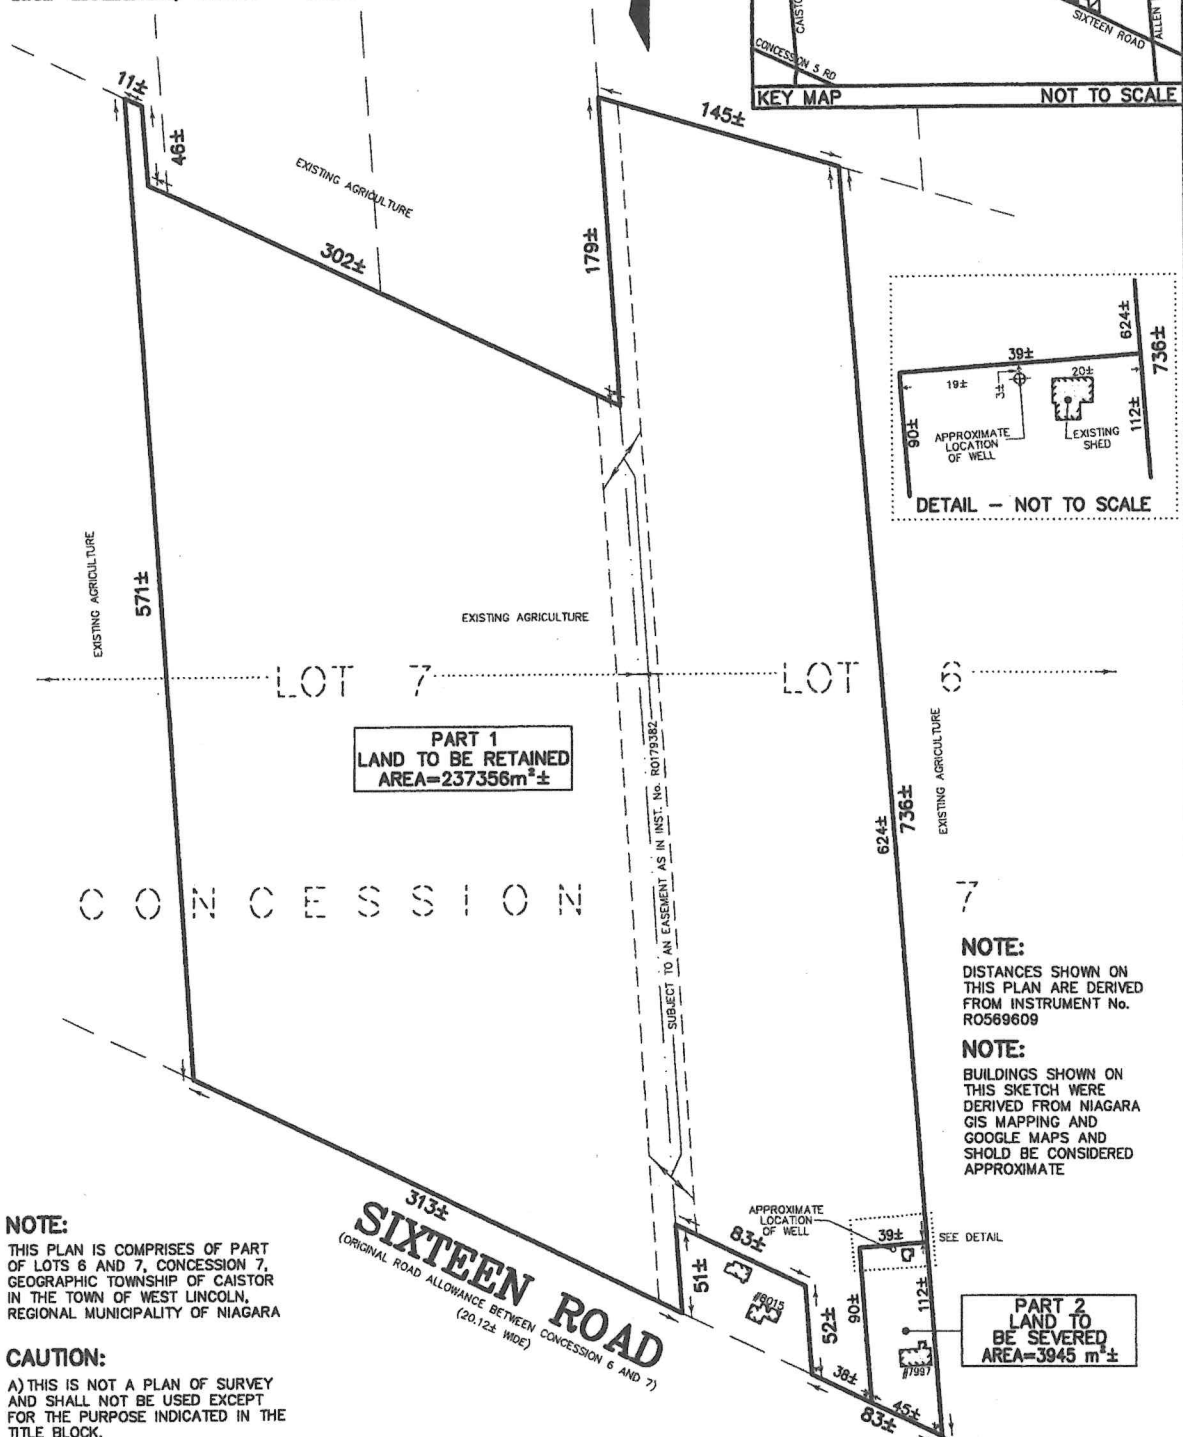 CONCESSION 5 RD
SIXTEEN ROAD
KEY MAP NOT TO SCALE
11±
46±
145±
EXISTING AGRICULTURE
302±
179±
39±
624±
736±
19±
3±
20±
90±
112±
APPROXIMATE
LOCATION
OF WELL
EXISTING
SHED
DETAIL – NOT TO SCALE
EXISTING AGRICULTURE
571±
EXISTING AGRICULTURE
LOT 7
LOT 6
PART 1
LAND TO BE RETAINED
AREA=237356m²±
SUBJECT TO AN EASEMENT AS IN INST. No. RO179382
624±
736±
EXISTING AGRICULTURE
CONCESSION 7
NOTE:
DISTANCES SHOWN ON
THIS PLAN ARE DERIVED
FROM INSTRUMENT No.
RO569609
NOTE:
BUILDINGS SHOWN ON
THIS SKETCH WERE
DERIVED FROM NIAGARA
GIS MAPPING AND
GOOGLE MAPS AND
SHOLD BE CONSIDERED
APPROXIMATE
313±
SIXTEEN ROAD
(ORIGINAL ROAD ALLOWANCE BETWEEN CONCESSION 6 AND 7)
(20.12± WIDE)
51±
83±
#8015
52±
APPROXIMATE
LOCATION
OF WELL
39±
SEE DETAIL
90±
112±
#7997
38±
45±
83±
PART 2
LAND TO
BE SEVERED
AREA=3945 m²±
NOTE:
THIS PLAN IS COMPRISES OF PART
OF LOTS 6 AND 7, CONCESSION 7,
GEOGRAPHIC TOWNSHIP OF CAISTOR
IN THE TOWN OF WEST LINCOLN,
REGIONAL MUNICIPALITY OF NIAGARA
CAUTION:
A) THIS IS NOT A PLAN OF SURVEY
AND SHALL NOT BE USED EXCEPT
FOR THE PURPOSE INDICATED IN THE
TITLE BLOCK.